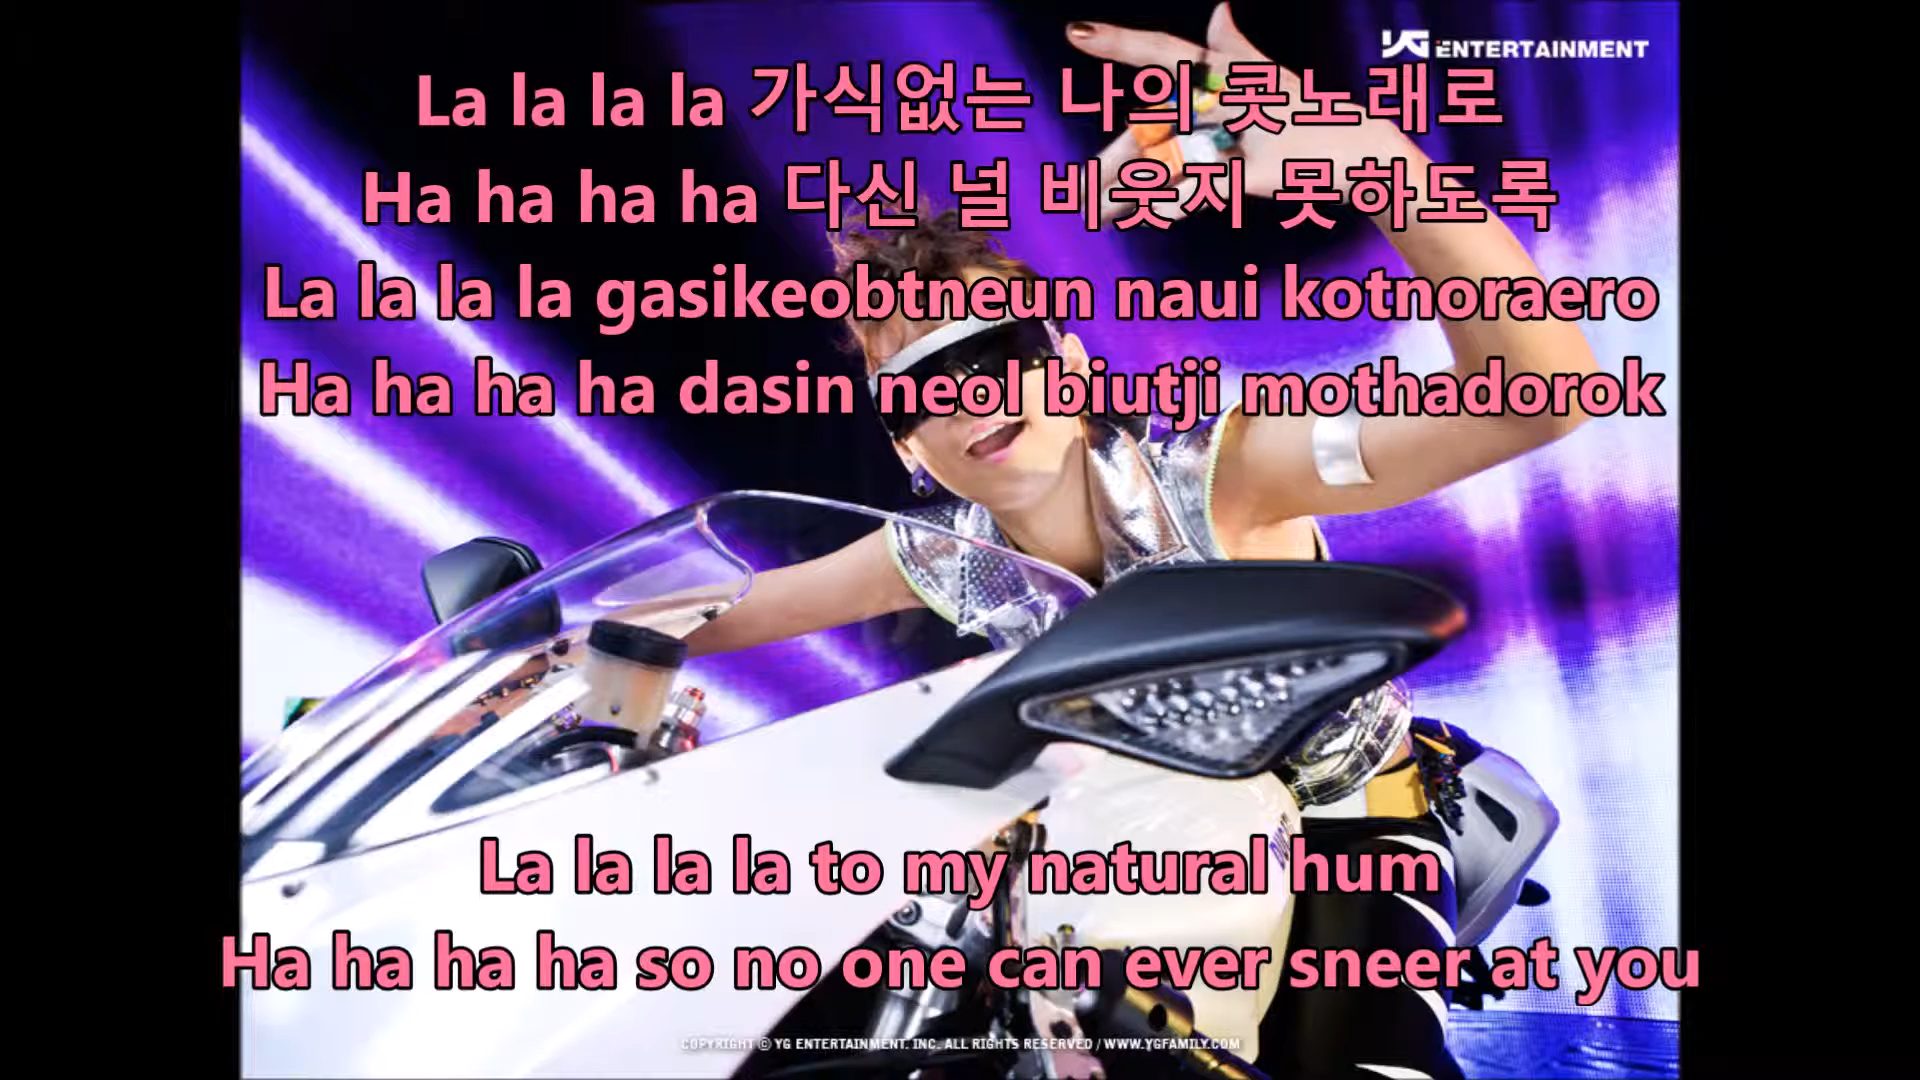 YG ENTERTAINMENT
La la la la 가식없는 나의 콧노래로
Ha ha ha ha 다신 널 비웃지 못하도록
La la la la gasikeobtneun naui kotnoraero
Ha ha ha ha dasin neol biutji mothadorok
La la la la to my natural hum
Ha ha ha ha so no one can ever sneer at you
COPYRIGHT © YG ENTERTAINMENT. INC. ALL RIGHTS RESERVED / WWW.YGFAMILY.COM